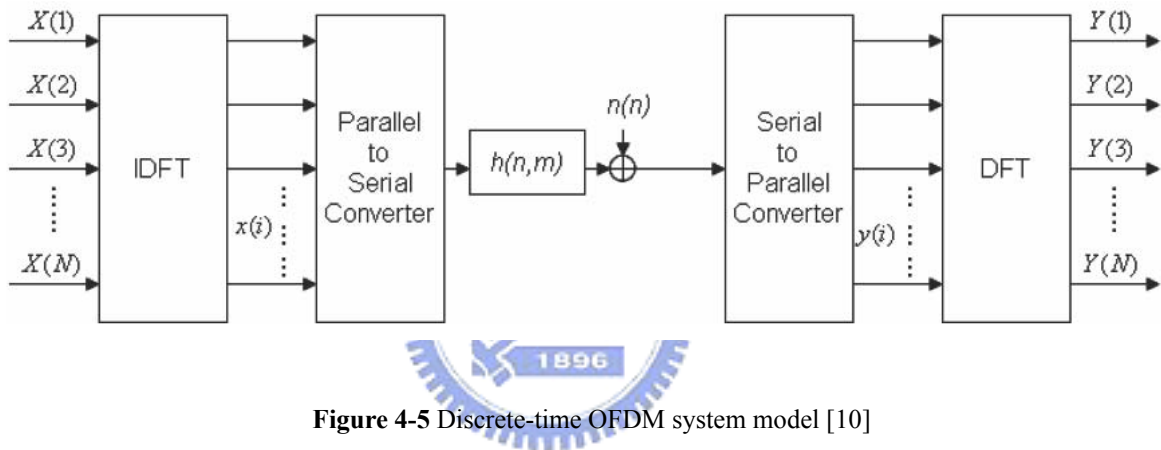 X(1)
X(2)
X(3)
X(N)
IDFT
x(i)
Parallel
to
Serial
Converter
h(n,m)
n(n)
Serial
to
Parallel
Converter
y(i)
DFT
Y(1)
Y(2)
Y(3)
Y(N)
1896
Figure 4-5 Discrete-time OFDM system model [10]